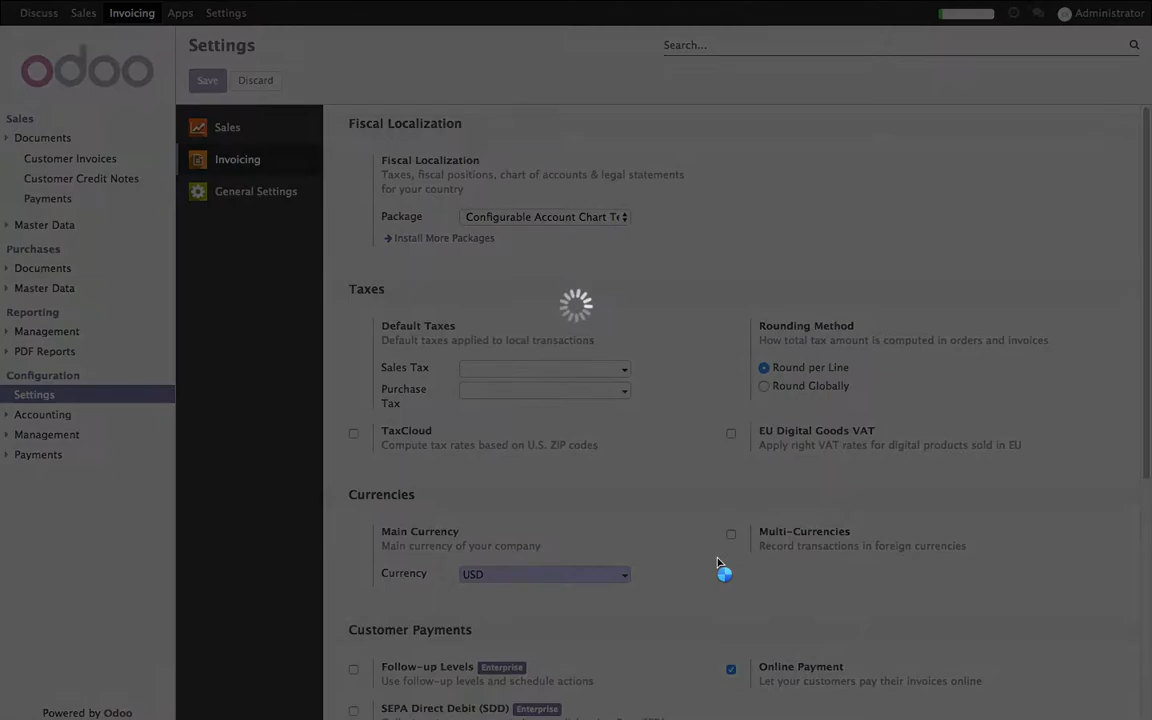 Discuss Sales Invoicing Apps Settings Administrator
odoo
Sales
Documents
Customer Invoices
Customer Credit Notes
Payments
Master Data
Purchases
Documents
Master Data
Reporting
Management
PDF Reports
Configuration
Settings
Accounting
Management
Payments
Powered by Odoo
Settings
Search...
Save Discard
Sales
Invoicing
General Settings
Fiscal Localization
Fiscal Localization
Taxes, fiscal positions, chart of accounts & legal statements
for your country
Package Configurable Account Chart Te
Install More Packages
Taxes
Default Taxes
Default taxes applied to local transactions
Sales Tax
Purchase
Tax
Rounding Method
How total tax amount is computed in orders and invoices
Round per Line
Round Globally
TaxCloud
Compute tax rates based on U.S. ZIP codes
EU Digital Goods VAT
Apply right VAT rates for digital products sold in EU
Currencies
Main Currency
Main currency of your company
Currency USD
Multi-Currencies
Record transactions in foreign currencies
Customer Payments
Follow-up Levels Enterprise
Use follow-up levels and schedule actions
Online Payment
Let your customers pay their invoices online
SEPA Direct Debit (SDD) Enterprise